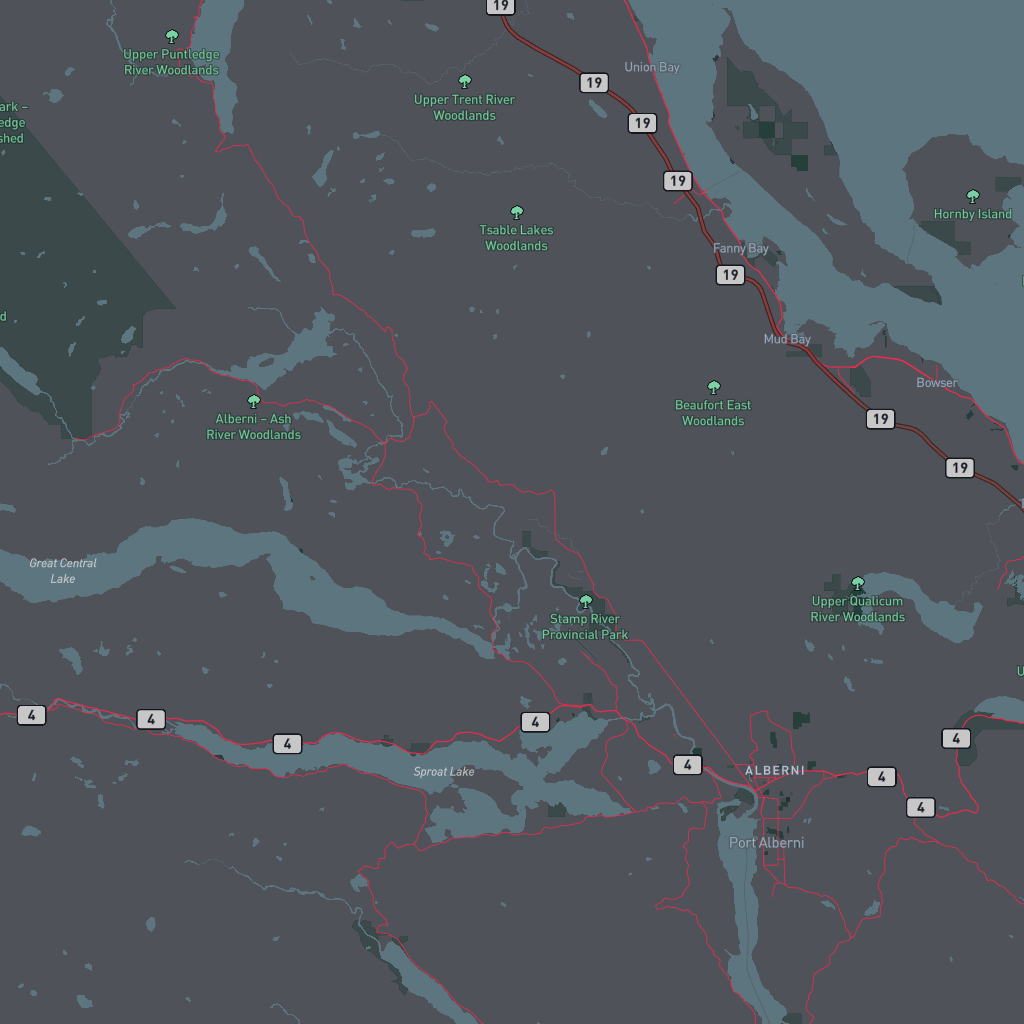 19
Upper Puntledge
River Woodlands
Union Bay
19
Upper Trent River
Woodlands
ark –
edge
shed
19
19
Hornby Island
Tsable Lakes
Woodlands
Fanny Bay
19
d
Mud Bay
Bowser
Beaufort East
Woodlands
Alberni – Ash
River Woodlands
19
19
Great Central
Lake
Upper Qualicum
River Woodlands
Stamp River
Provincial Park
U
4
4
4
4
4
Sproat Lake
4
ALBERNI
4
4
Port Alberni